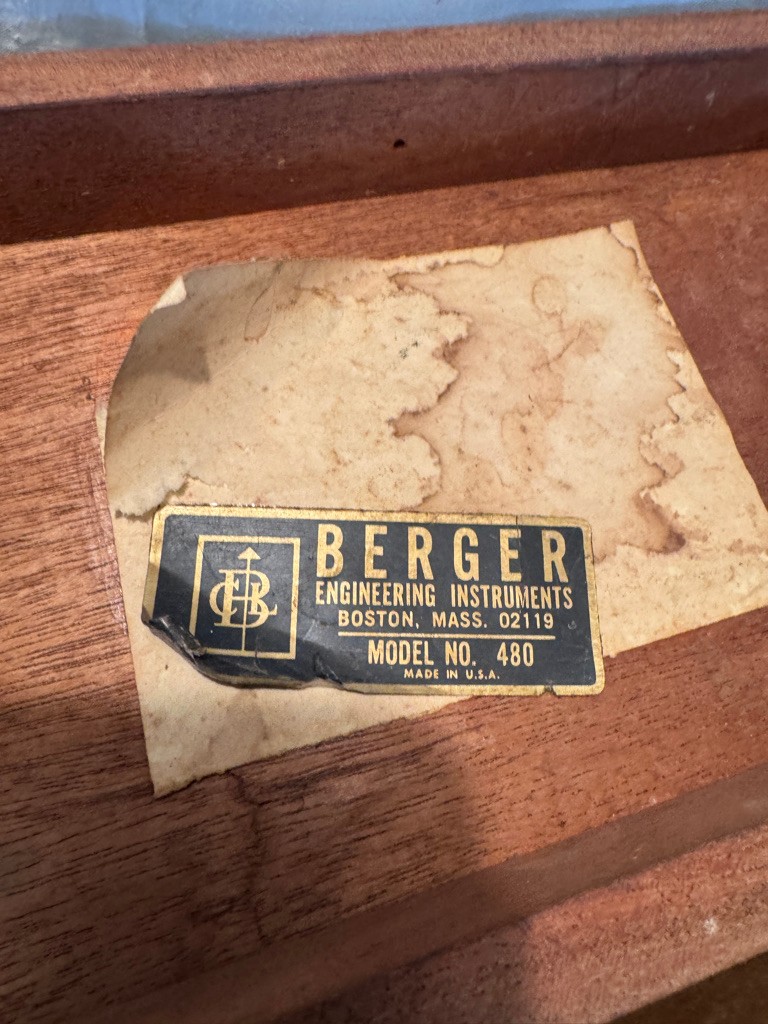 BERGER
ENGINEERING INSTRUMENTS
BOSTON, MASS. 02119
MODEL NO. 480
MADE IN U.S.A.